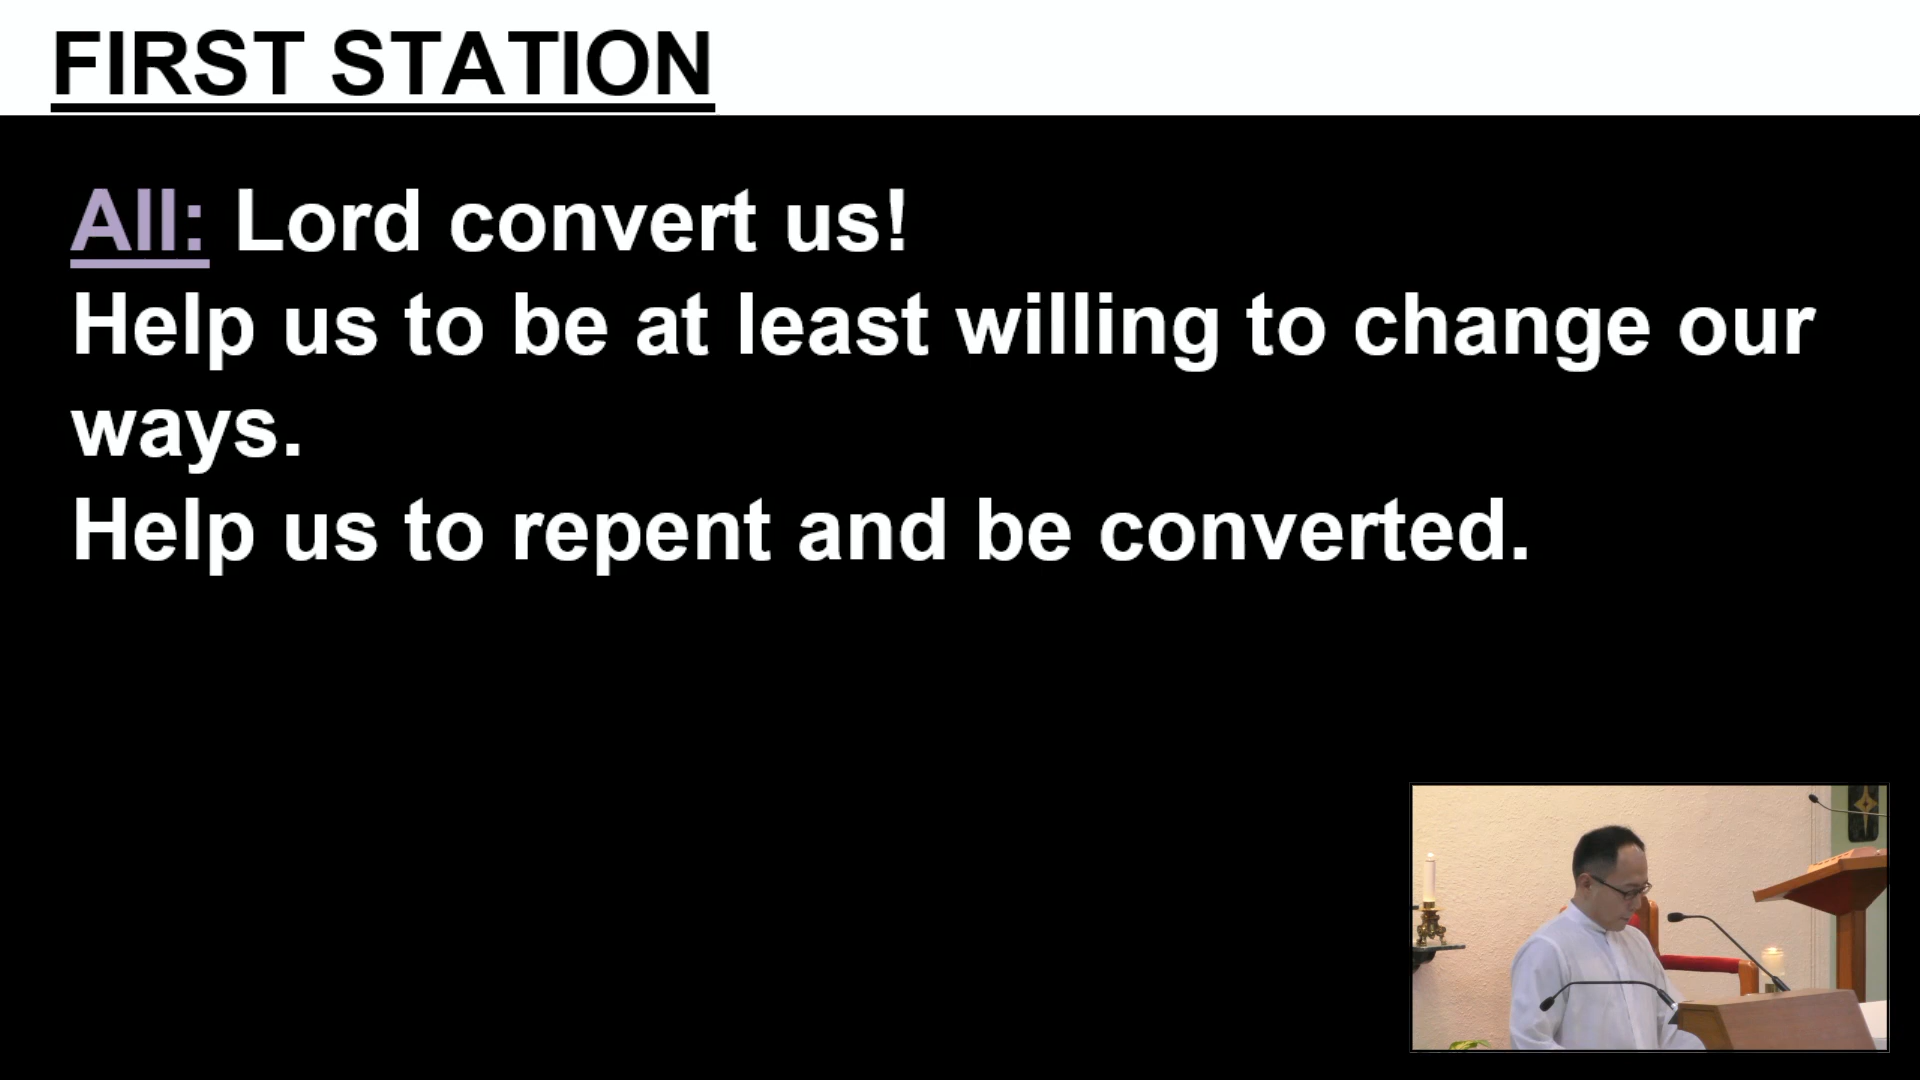 FIRST STATION
All: Lord convert us!
Help us to be at least willing to change our
ways.
Help us to repent and be converted.